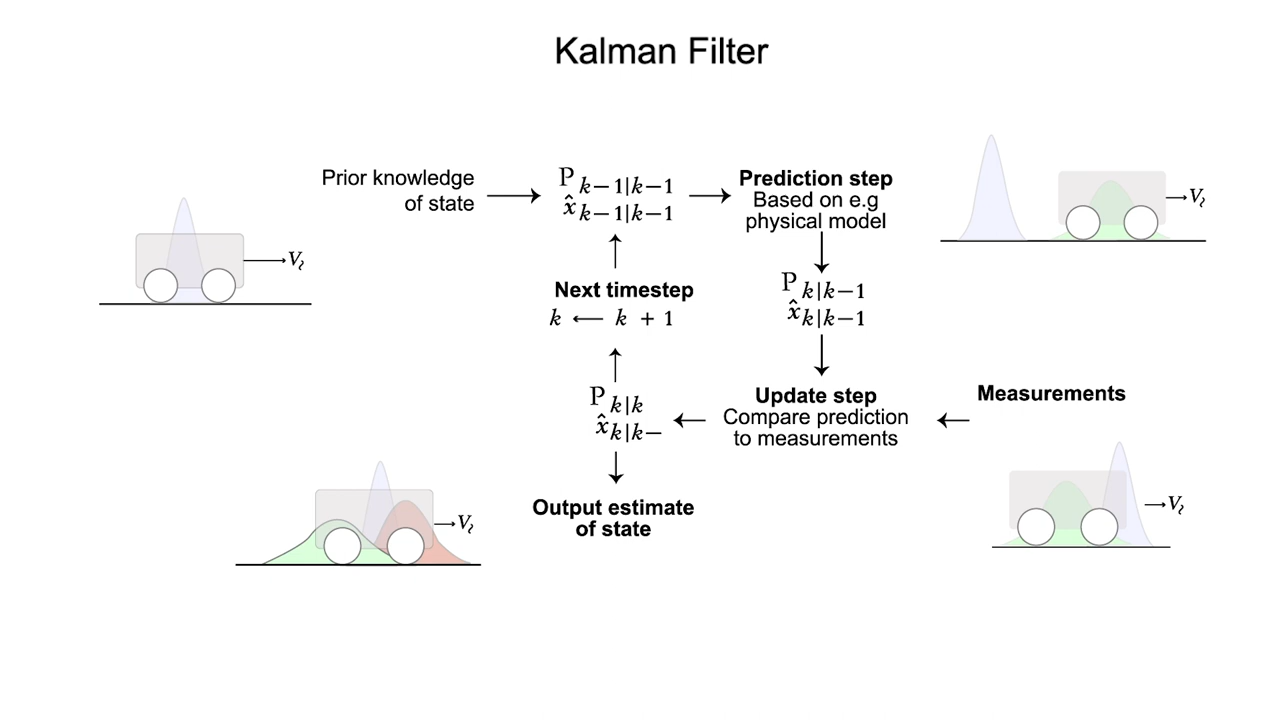 Kalman Filter
Prior knowledge
of state
P k−1|k−1
x̂ k−1|k−1
Prediction step
Based on e.g
physical model
V
V
Next timestep
k ⟵ k + 1
P k|k−1
x̂ k|k−1
P k|k
x̂ k|k−
Update step
Compare prediction
to measurements
Measurements
Output estimate
of state
V
V